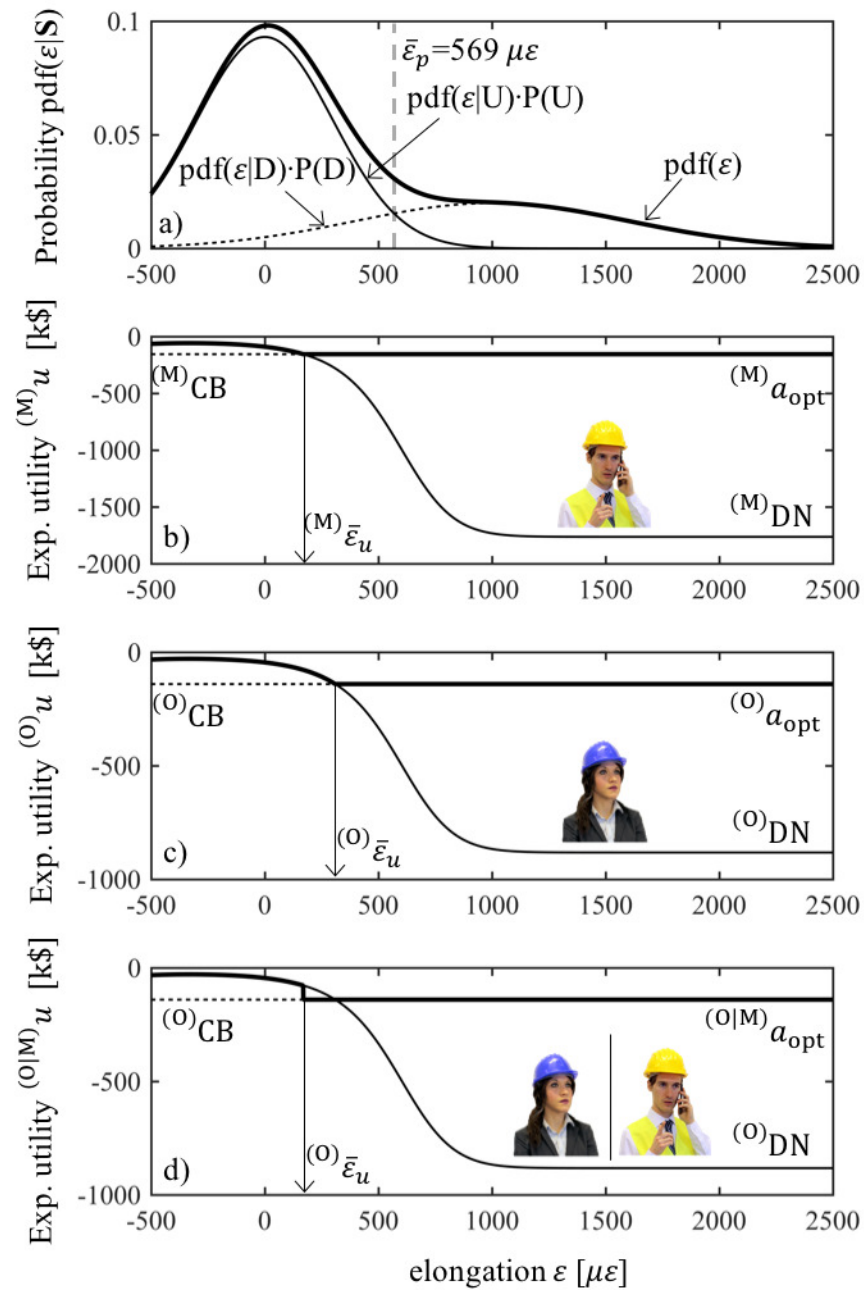 Probability pdf(ε|S)
0.1
0.05
0
ε̄p=569 με
pdf(ε|U)·P(U)
pdf(ε|D)·P(D)
pdf(ε)
a)
-500 0 500 1000 1500 2000 2500
Exp. utility (M)u [k$]
0
-500
-1000
-1500
-2000
(M)CB
(M)aopt
(M)DN
(M)ε̄u
b)
-500 0 500 1000 1500 2000 2500
Exp. utility (O)u [k$]
0
-500
-1000
(O)CB
(O)aopt
(O)DN
(O)ε̄u
c)
-500 0 500 1000 1500 2000 2500
Exp. utility (O|M)u [k$]
0
-500
-1000
(O)CB
(O|M)aopt
(O)DN
(O)ε̄u
d)
-500 0 500 1000 1500 2000 2500
elongation ε [με]